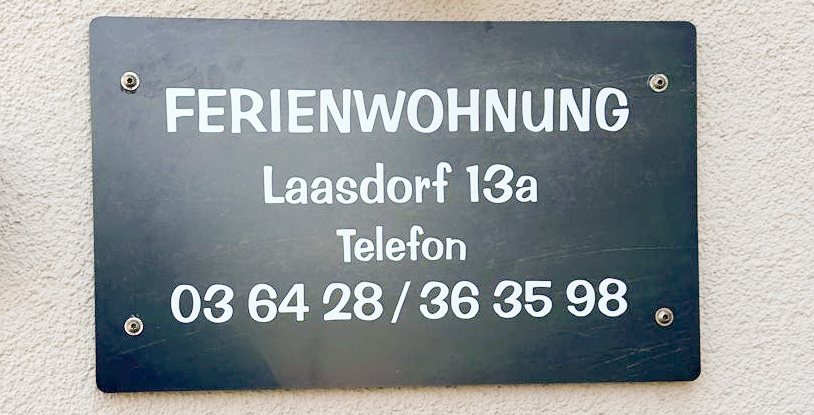 FERIENWOHNUNG
Laasdorf 13a
Telefon
03 64 28 / 36 35 98